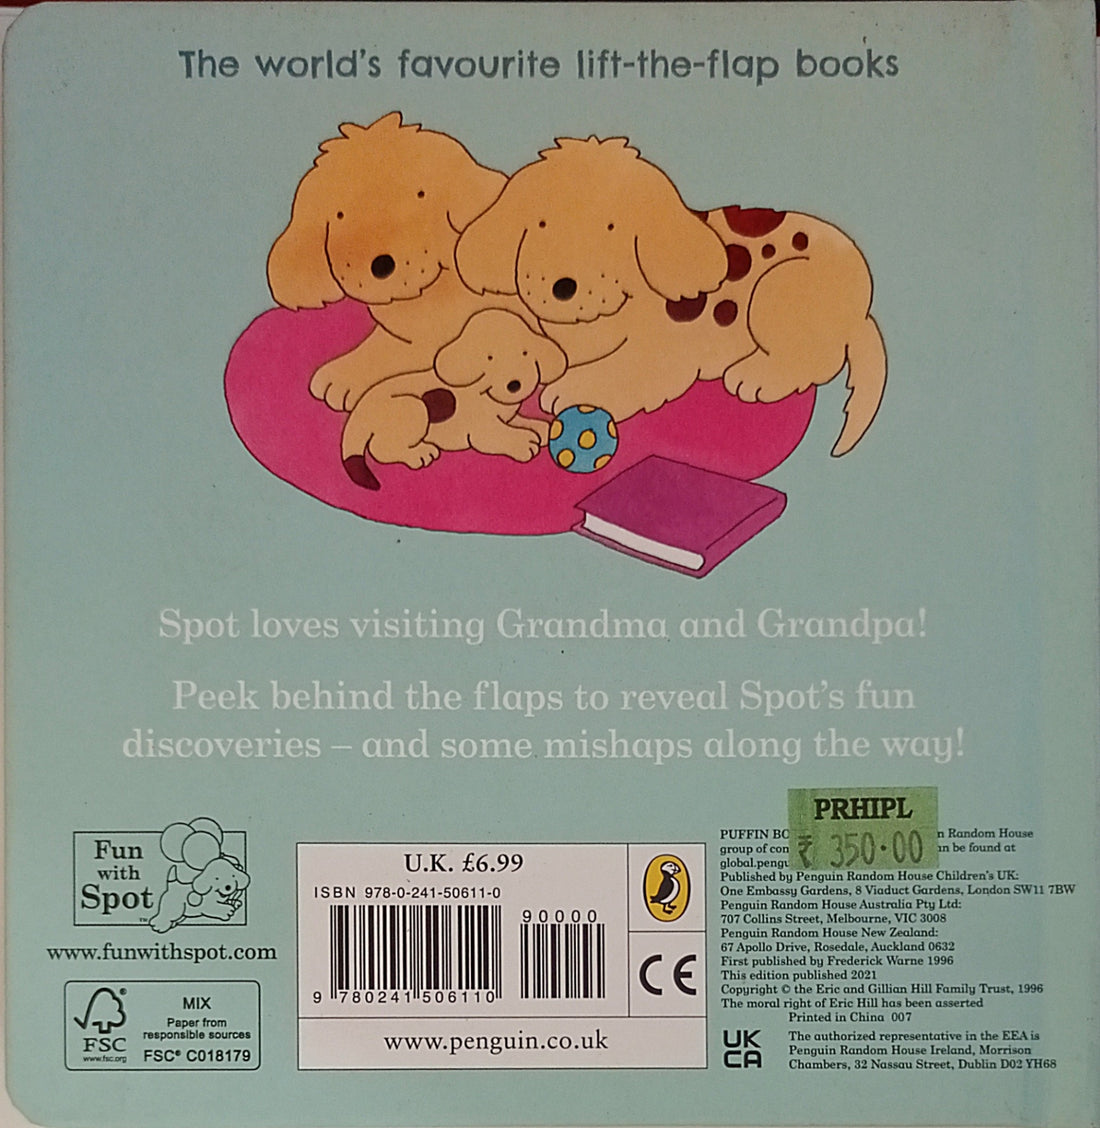 The world's favourite lift-the-flap books
Spot loves visiting Grandma and Grandpa!
Peek behind the flaps to reveal Spot's fun
discoveries – and some mishaps along the way!
Fun
with
Spot
TM
www.funwithspot.com
FSC
www.fsc.org
MIX
Paper from
responsible sources
FSC® C018179
U.K. £6.99
ISBN 978-0-241-50611-0
90000
9 780241 506110
www.penguin.co.uk
CE
PRHIPL
₹ 350.00
PUFFIN Random House
group of be found at
Published by Penguin Random House Children's UK:
One Embassy Gardens, 8 Viaduct Gardens, London SW11 7BW
Penguin Random House Australia Pty Ltd:
707 Collins Street, Melbourne, VIC 3008
Penguin Random House New Zealand:
67 Apollo Drive, Rosedale, Auckland 0632
First published by Frederick Warne 1996
This edition published 2021
Copyright © the Eric and Gillian Hill Family Trust, 1996
The moral right of Eric Hill has been asserted
Printed in China 007
UK
CA
The authorized representative in the EEA is
Penguin Random House Ireland, Morrison
Chambers, 32 Nassau Street, Dublin D02 YH68